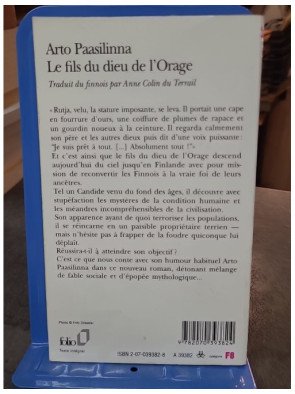 Arto Paasilinna
Le fils du dieu de l'Orage
Traduit du finnois par Anne Colin du Terrail
« Rutja, velu, la stature imposante, se leva. Il portait une cape
en fourrure d'ours, une coiffure de plumes de rapace et
un gourdin noueux à la ceinture. Il regarda calmement
son père et les autres dieux puis dit d'une voix puissante :
"Je suis prêt à tout. [...] Absolument tout !"»
Et c'est ainsi que le fils du dieu de l'Orage descend
aujourd'hui du ciel jusqu'en Finlande avec pour mis-
sion de reconvertir les Finnois à la vraie foi de leurs
ancêtres.
Tel un Candide venu du fond des âges, il découvre avec
stupéfaction les mystères de la condition humaine et
les méandres incompréhensibles de la civilisation.
Son apparence ayant de quoi terroriser les populations,
il se réincarne en un paisible propriétaire terrien —
mais n'hésite pas à frapper de la foudre quiconque lui
déplaît.
Réussira-t-il à atteindre son objectif ?
C'est ce que nous conte avec son humour habituel Arto
Paasilinna dans ce nouveau roman, détonant mélange
de fable sociale et d'épopée mythologique...
folio
Texte intégral
ISBN 2-07-039382-6
A 39382
catégorie
F8
9782070393824